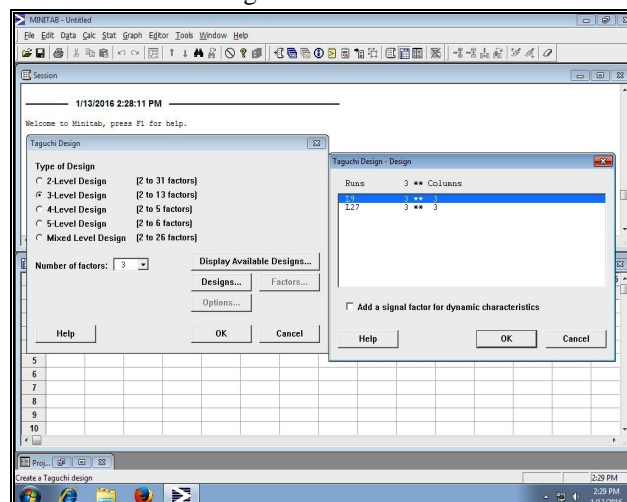 MINITAB - Untitled
File Edit Data Calc Stat Graph Editor Tools Window Help
Session
1/13/2016 2:28:11 PM
Welcome to Minitab, press F1 for help.
Taguchi Design
Type of Design
2-Level Design (2 to 31 factors)
3-Level Design (2 to 13 factors)
4-Level Design (2 to 5 factors)
5-Level Design (2 to 6 factors)
Mixed Level Design (2 to 26 factors)
Number of factors: 3
Display Available Designs...
Designs... Factors...
Options...
Help OK Cancel
Taguchi Design - Design
Runs 3 ** Columns
L9 3 ** 3
L27 3 ** 3
Add a signal factor for dynamic characteristics
Help OK Cancel
5
6
7
8
9
10
Proj...
Create a Taguchi design 2:29 PM
2:29 PM
1/13/2016